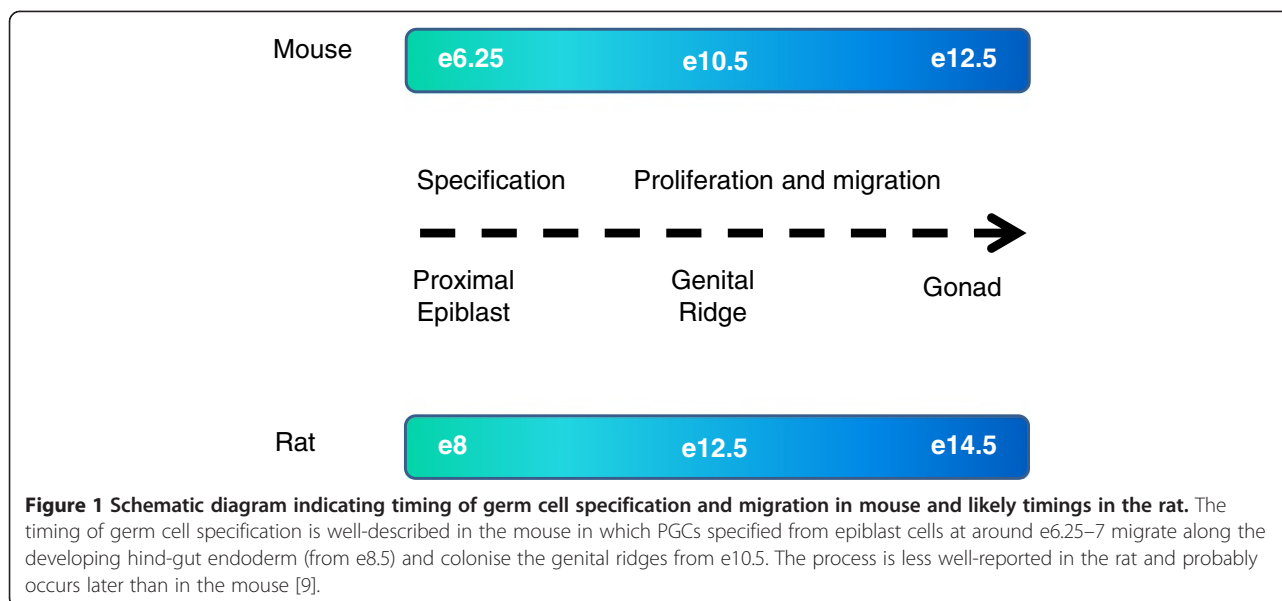 Mouse
e6.25 e10.5 e12.5
Specification Proliferation and migration
Proximal Epiblast
Genital Ridge
Gonad
Rat
e8 e12.5 e14.5
Figure 1 Schematic diagram indicating timing of germ cell specification and migration in mouse and likely timings in the rat. The
timing of germ cell specification is well-described in the mouse in which PGCs specified from epiblast cells at around e6.25–7 migrate along the
developing hind-gut endoderm (from e8.5) and colonise the genital ridges from e10.5. The process is less well-reported in the rat and probably
occurs later than in the mouse [9].